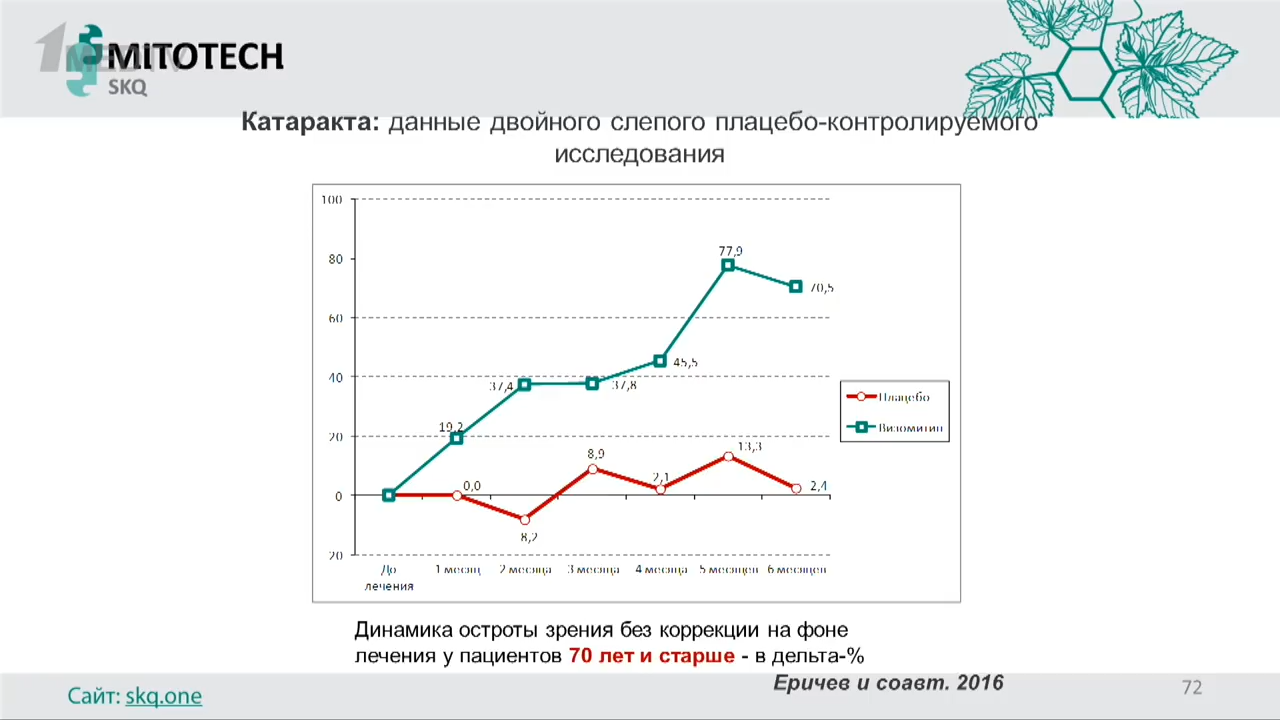 1MEDTV
MITOTECH
SKQ
Катаракта: данные двойного слепого плацебо-контролируемого
исследования
100
80
60
40
20
0
20
77,9
70,5
45,5
37,4
37,8
19,2
0,0
8,2
8,9
2,1
13,3
2,4
До лечения
1 месяц
2 месяца
3 месяца
4 месяца
5 месяцев
6 месяцев
Плацебо
Визомитин
Динамика остроты зрения без коррекции на фоне
лечения у пациентов 70 лет и старше - в дельта-%
Еричев и соавт. 2016
Сайт: skq.one
72